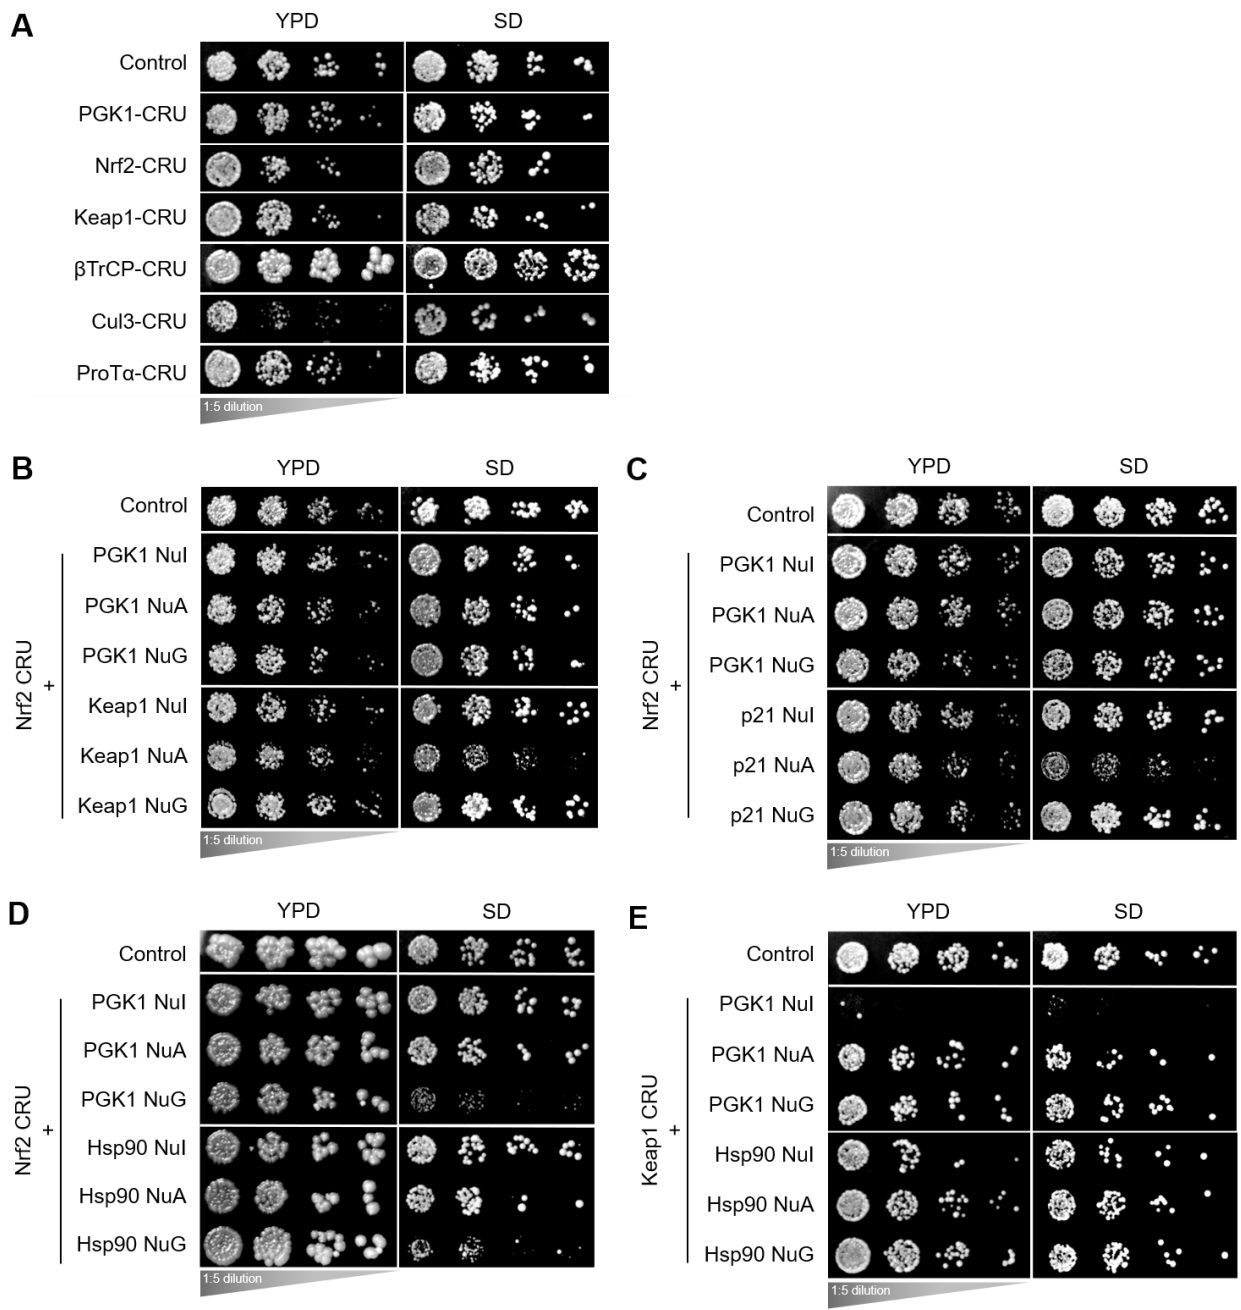 A
YPD SD
Control
PGK1-CRU
Nrf2-CRU
Keap1-CRU
βTrCP-CRU
Cul3-CRU
ProTα-CRU
1:5 dilution
B
YPD SD
Control
PGK1 NuI
PGK1 NuA
PGK1 NuG
Keap1 NuI
Keap1 NuA
Keap1 NuG
Nrf2 CRU
+
1:5 dilution
C
YPD SD
Control
PGK1 NuI
PGK1 NuA
PGK1 NuG
p21 NuI
p21 NuA
p21 NuG
Nrf2 CRU
+
1:5 dilution
D
YPD SD
Control
PGK1 NuI
PGK1 NuA
PGK1 NuG
Hsp90 NuI
Hsp90 NuA
Hsp90 NuG
Nrf2 CRU
+
1:5 dilution
E
YPD SD
Control
PGK1 NuI
PGK1 NuA
PGK1 NuG
Hsp90 NuI
Hsp90 NuA
Hsp90 NuG
Keap1 CRU
+
1:5 dilution